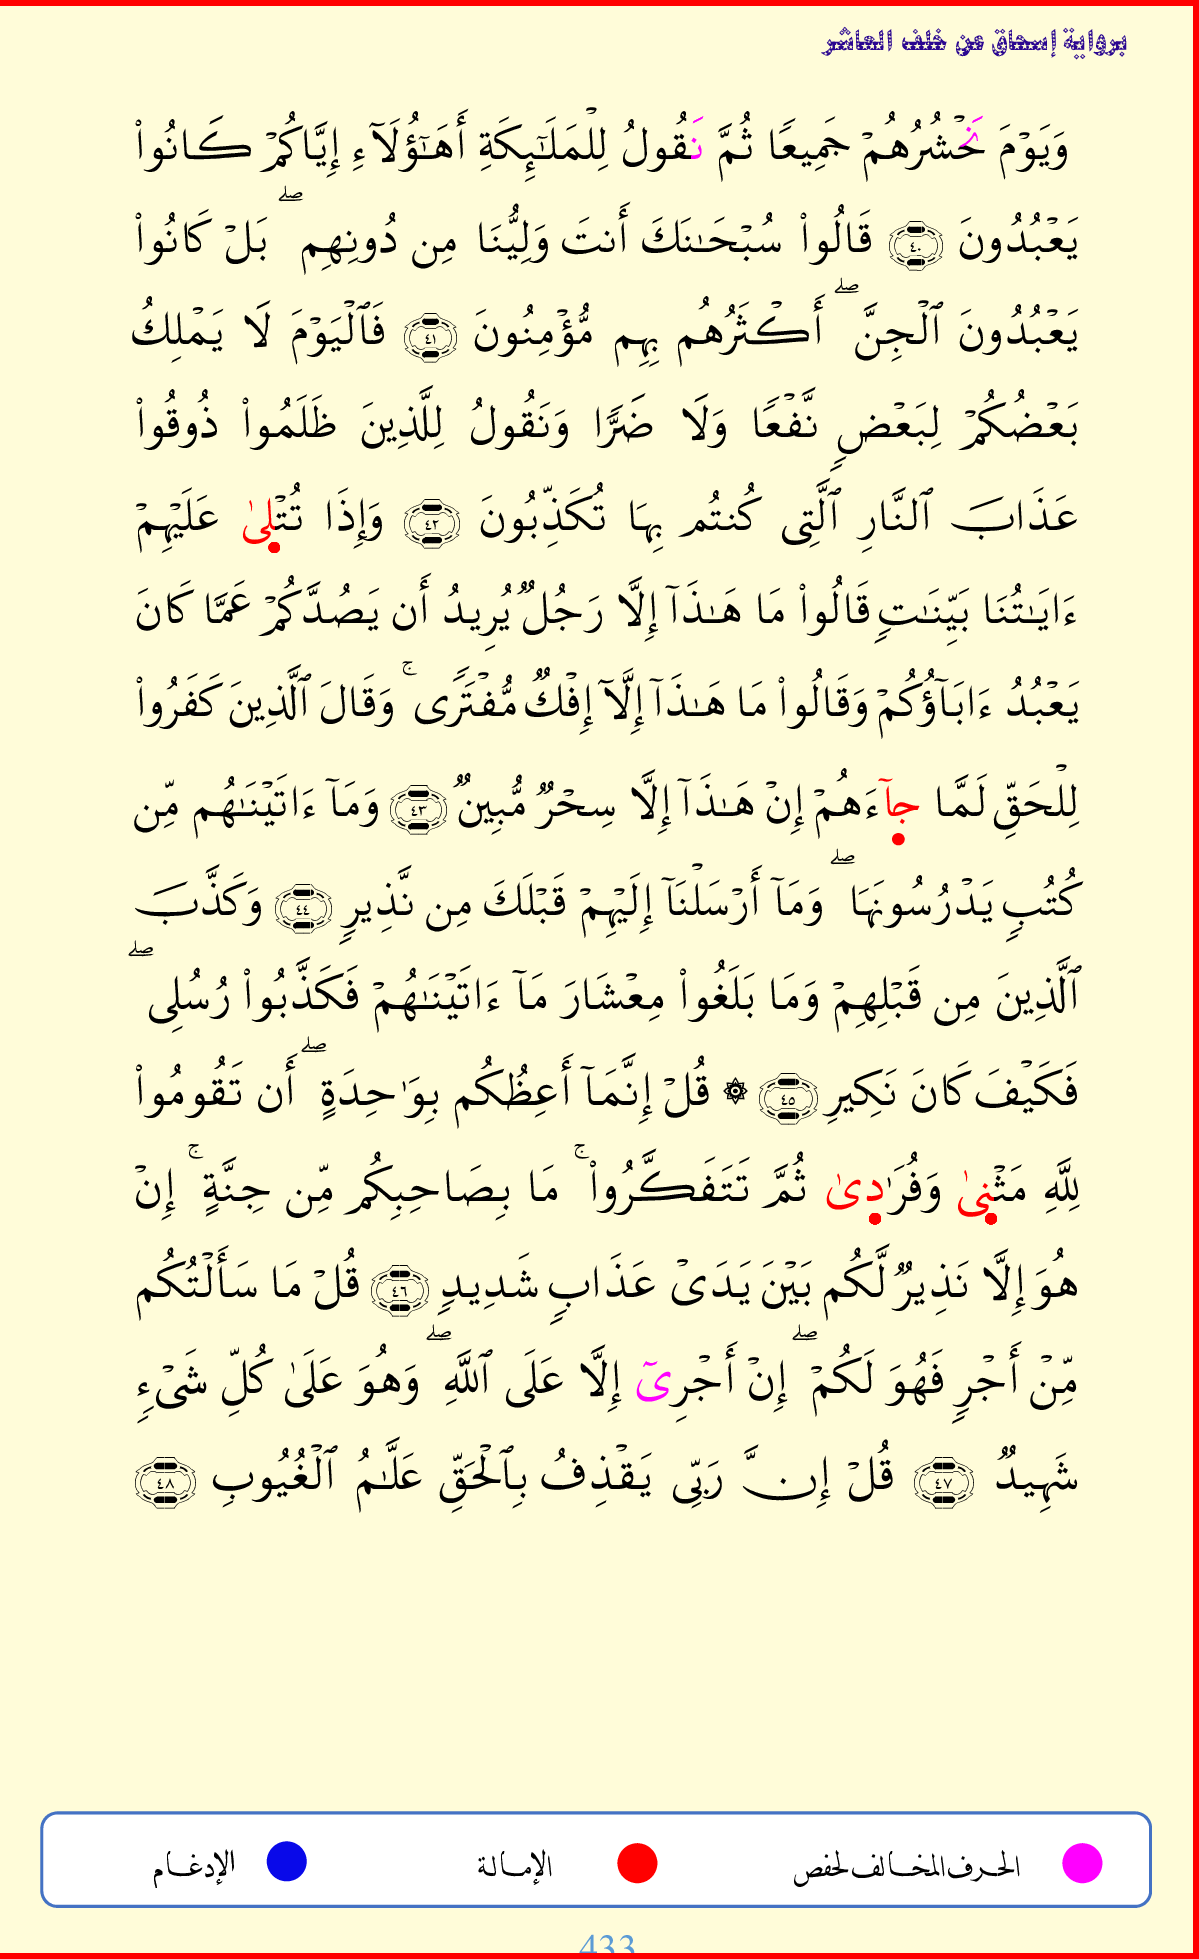 برواية إسحاق عن خلف العاشر
وَيَوۡمَ نَحۡشُرُهُمۡ جَمِيعٗا ثُمَّ نَقُولُ لِلۡمَلَـٰٓئِكَةِ أَهَـٰٓؤُلَآءِ إِيَّاكُمۡ كَانُواْ
يَعۡبُدُونَ ٤٠ قَالُواْ سُبۡحَـٰنَكَ أَنتَ وَلِيُّنَا مِن دُونِهِمۖ بَلۡ كَانُواْ
يَعۡبُدُونَ ٱلۡجِنَّۖ أَكۡثَرُهُم بِهِم مُّؤۡمِنُونَ ٤١ فَٱلۡيَوۡمَ لَا يَمۡلِكُ
بَعۡضُكُمۡ لِبَعۡضٖ نَّفۡعٗا وَلَا ضَرّٗا وَنَقُولُ لِلَّذِينَ ظَلَمُواْ ذُوقُواْ
عَذَابَ ٱلنَّارِ ٱلَّتِي كُنتُم بِهَا تُكَذِّبُونَ ٤٢ وَإِذَا تُتۡلِىٰ عَلَيۡهِمۡ
ءَايَـٰتُنَا بَيِّنَـٰتٖ قَالُواْ مَا هَـٰذَآ إِلَّا رَجُلٞ يُرِيدُ أَن يَصُدَّكُمۡ عَمَّا كَانَ
يَعۡبُدُ ءَابَآؤُكُمۡ وَقَالُواْ مَا هَـٰذَآ إِلَّآ إِفۡكٞ مُّفۡتَرٗىۚ وَقَالَ ٱلَّذِينَ كَفَرُواْ
لِلۡحَقِّ لَمَّا جِآءَهُمۡ إِنۡ هَـٰذَآ إِلَّا سِحۡرٞ مُّبِينٞ ٤٣ وَمَآ ءَاتَيۡنَـٰهُم مِّن
كُتُبٖ يَدۡرُسُونَهَاۖ وَمَآ أَرۡسَلۡنَآ إِلَيۡهِمۡ قَبۡلَكَ مِن نَّذِيرٖ ٤٤ وَكَذَّبَ
ٱلَّذِينَ مِن قَبۡلِهِمۡ وَمَا بَلَغُواْ مِعۡشَارَ مَآ ءَاتَيۡنَـٰهُمۡ فَكَذَّبُواْ رُسُلِيۖ
فَكَيۡفَ كَانَ نَكِيرِ ٤٥ ۞ قُلۡ إِنَّمَآ أَعِظُكُم بِوَٰحِدَةٍۖ أَن تَقُومُواْ
لِلَّهِ مَثۡنِىٰ وَفُرَٰدِىٰ ثُمَّ تَتَفَكَّرُواْۚ مَا بِصَاحِبِكُم مِّن جِنَّةٍۚ إِنۡ
هُوَ إِلَّا نَذِيرٞ لَّكُم بَيۡنَ يَدَيۡ عَذَابٖ شَدِيدٖ ٤٦ قُلۡ مَا سَأَلۡتُكُم
مِّنۡ أَجۡرٖ فَهُوَ لَكُمۡۖ إِنۡ أَجۡرِيٓ إِلَّا عَلَى ٱللَّهِۖ وَهُوَ عَلَىٰ كُلِّ شَيۡءٖ
شَهِيدٞ ٤٧ قُلۡ إِنَّ رَبِّي يَقۡذِفُ بِٱلۡحَقِّ عَلَّـٰمُ ٱلۡغُيُوبِ ٤٨
الحرف المخالف لحفص الإمالة الإدغام
433